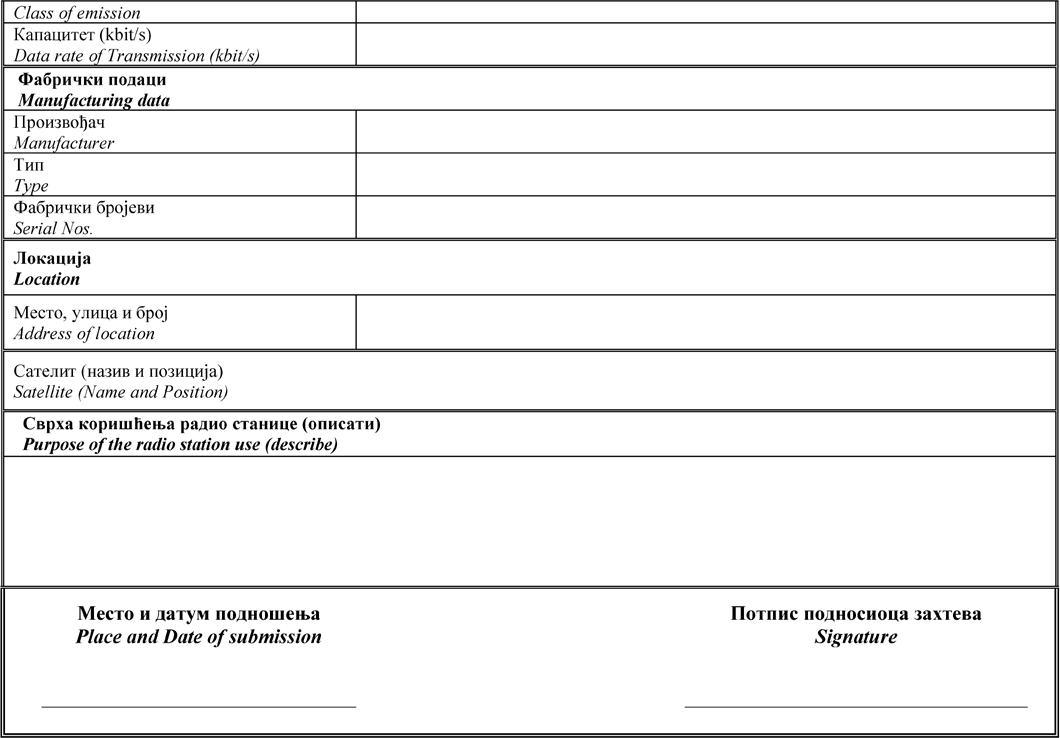 Class of emission
Капацитет (kbit/s)
Data rate of Transmission (kbit/s)
Фабрички подаци
Manufacturing data
Произвођач
Manufacturer
Тип
Type
Фабрички бројеви
Serial Nos.
Локација
Location
Место, улица и број
Address of location
Сателит (назив и позиција)
Satellite (Name and Position)
Сврха коришћења радио станице (описати)
Purpose of the radio station use (describe)
Место и датум подношења
Place and Date of submission
Потпис подносиоца захтева
Signature